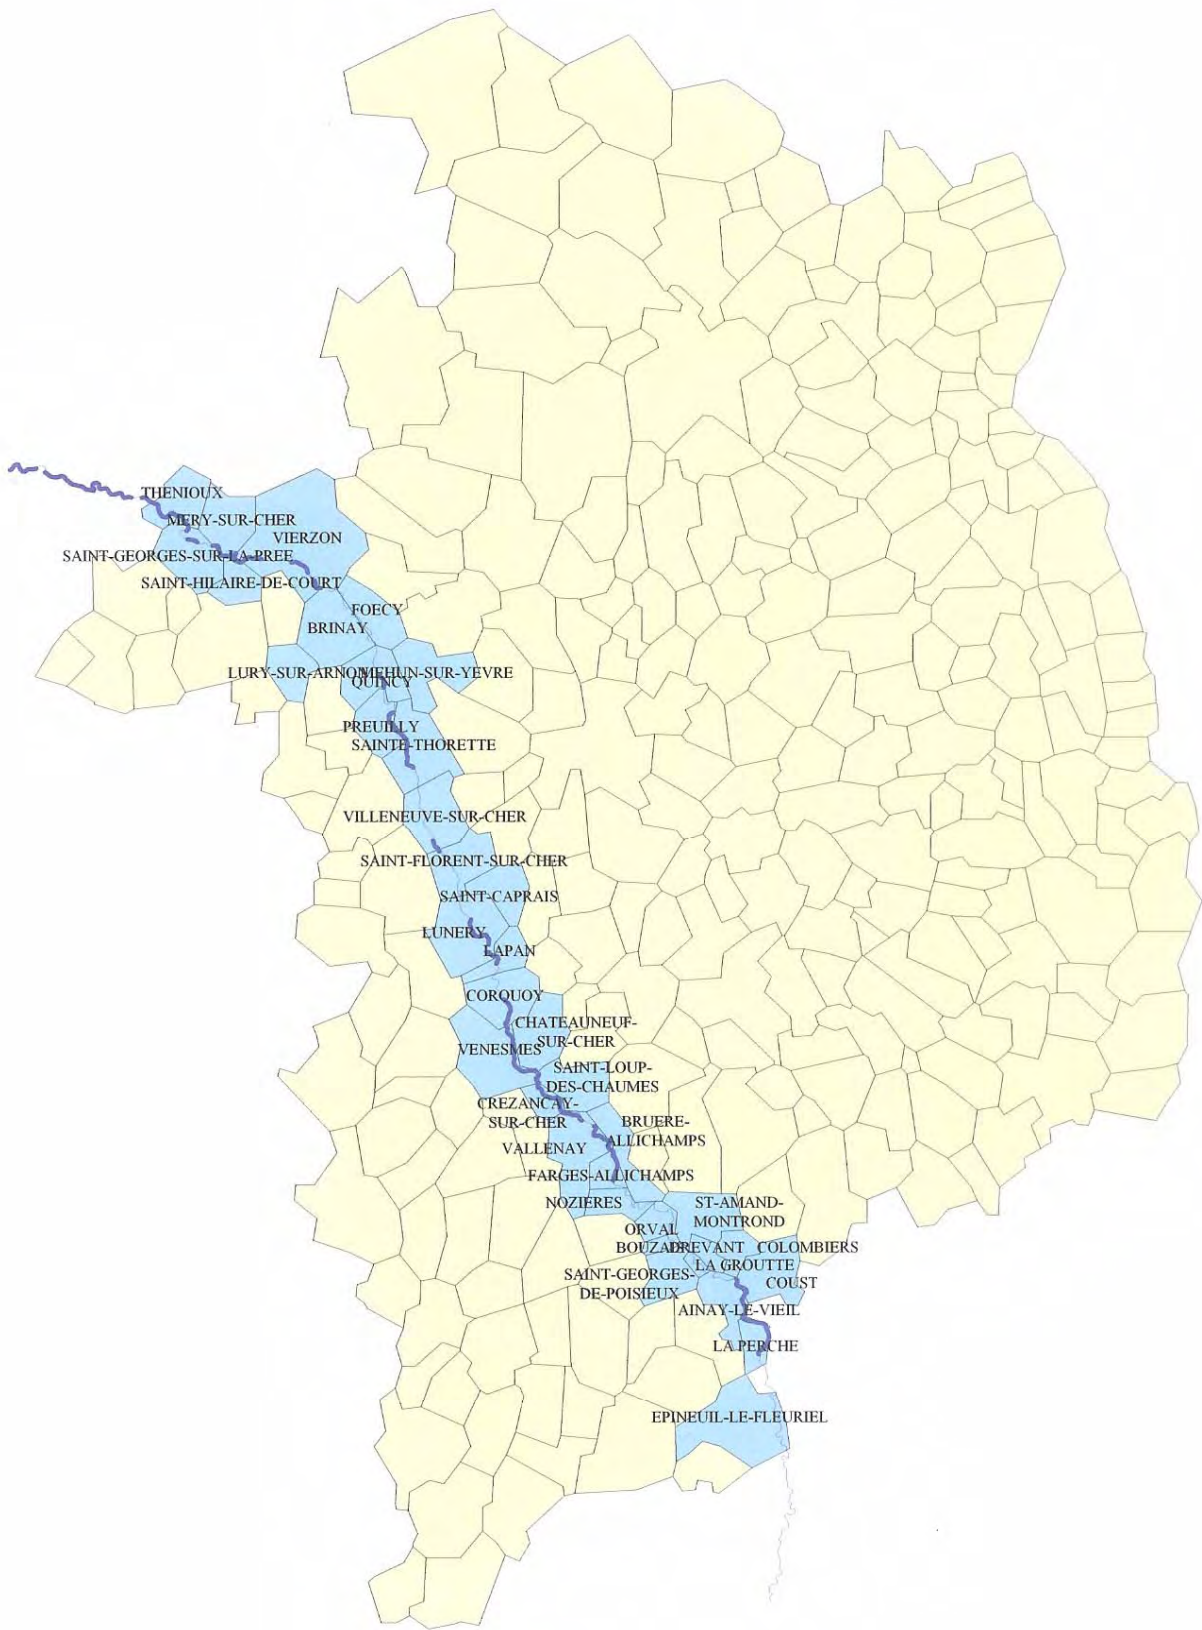 THENIOUX
MERY-SUR-CHER
VIERZON
SAINT-GEORGES-SUR-LA-PREE
SAINT-HILAIRE-DE-COURT
FOECY
BRINAY
LURY-SUR-ARNON
MEHUN-SUR-YEVRE
QUINCY
PREUILLY
SAINTE-THORETTE
VILLENEUVE-SUR-CHER
SAINT-FLORENT-SUR-CHER
SAINT-CAPRAIS
LUNERY
LAPAN
CORQUOY
CHATEAUNEUF-
SUR-CHER
VENESMES
SAINT-LOUP-
DES-CHAUMES
CREZANCAY-
SUR-CHER
BRUERE-
ALLICHAMPS
VALLENAY
FARGES-ALLICHAMPS
NOZIERES
ST-AMAND-
MONTROND
ORVAL
BOUZAIS
DREVANT
COLOMBIERS
LA GROUTTE
SAINT-GEORGES-
DE-POISIEUX
COUST
AINAY-LE-VIEIL
LA PERCHE
EPINEUIL-LE-FLEURIEL